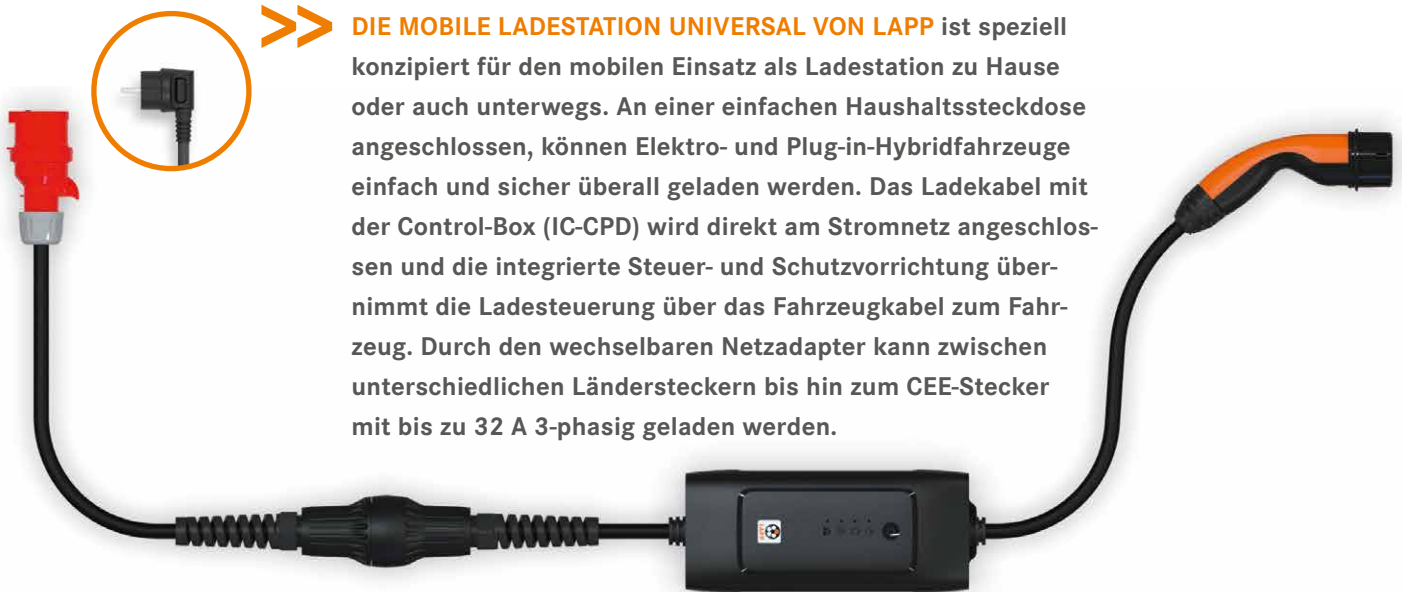 >> DIE MOBILE LADESTATION UNIVERSAL VON LAPP ist speziell
konzipiert für den mobilen Einsatz als Ladestation zu Hause
oder auch unterwegs. An einer einfachen Haushaltssteckdose
angeschlossen, können Elektro- und Plug-in-Hybridfahrzeuge
einfach und sicher überall geladen werden. Das Ladekabel mit
der Control-Box (IC-CPD) wird direkt am Stromnetz angeschlos-
sen und die integrierte Steuer- und Schutzvorrichtung über-
nimmt die Ladesteuerung über das Fahrzeugkabel zum Fahr-
zeug. Durch den wechselbaren Netzadapter kann zwischen
unterschiedlichen Ländersteckern bis hin zum CEE-Stecker
mit bis zu 32 A 3-phasig geladen werden.
LAPP